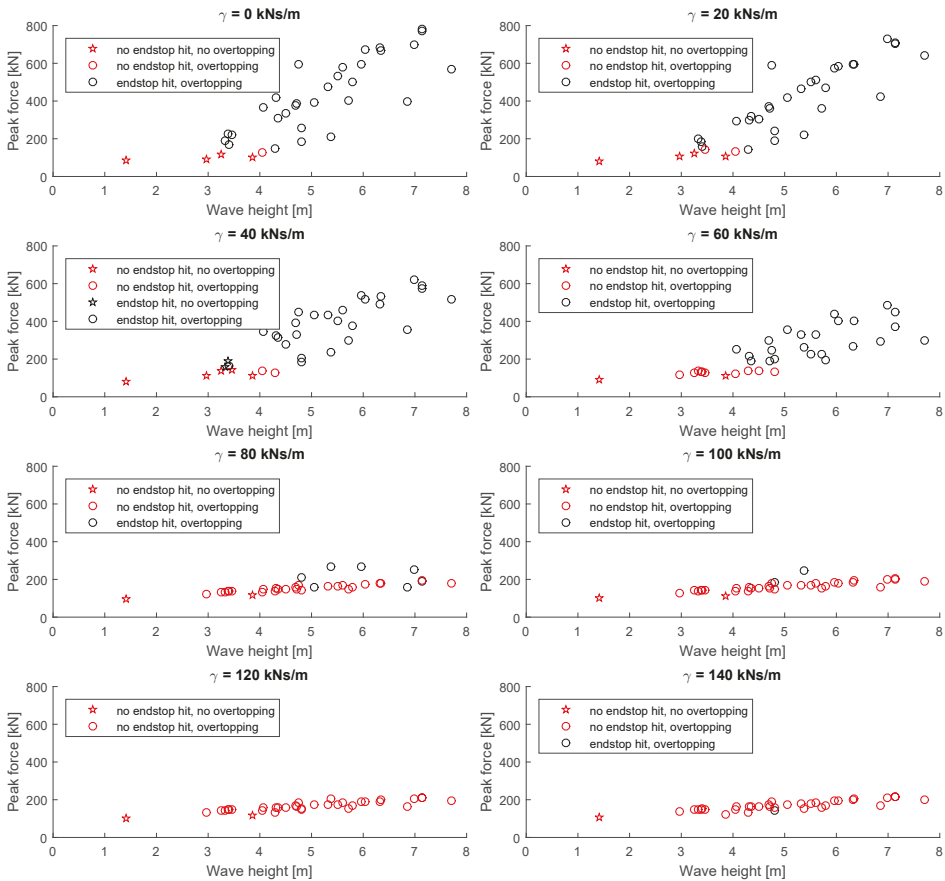 γ = 0 kNs/m
800
600
400
200
0
Peak force [kN]
no endstop hit, no overtopping
no endstop hit, overtopping
endstop hit, overtopping
0 1 2 3 4 5 6 7 8
Wave height [m]
γ = 20 kNs/m
800
600
400
200
0
Peak force [kN]
no endstop hit, no overtopping
no endstop hit, overtopping
endstop hit, overtopping
0 1 2 3 4 5 6 7 8
Wave height [m]
γ = 40 kNs/m
800
600
400
200
0
Peak force [kN]
no endstop hit, no overtopping
no endstop hit, overtopping
endstop hit, no overtopping
endstop hit, overtopping
0 1 2 3 4 5 6 7 8
Wave height [m]
γ = 60 kNs/m
800
600
400
200
0
Peak force [kN]
no endstop hit, no overtopping
no endstop hit, overtopping
endstop hit, overtopping
0 1 2 3 4 5 6 7 8
Wave height [m]
γ = 80 kNs/m
800
600
400
200
0
Peak force [kN]
no endstop hit, no overtopping
no endstop hit, overtopping
endstop hit, overtopping
0 1 2 3 4 5 6 7 8
Wave height [m]
γ = 100 kNs/m
800
600
400
200
0
Peak force [kN]
no endstop hit, no overtopping
no endstop hit, overtopping
endstop hit, overtopping
0 1 2 3 4 5 6 7 8
Wave height [m]
γ = 120 kNs/m
800
600
400
200
0
Peak force [kN]
no endstop hit, no overtopping
no endstop hit, overtopping
0 1 2 3 4 5 6 7 8
Wave height [m]
γ = 140 kNs/m
800
600
400
200
0
Peak force [kN]
no endstop hit, no overtopping
no endstop hit, overtopping
endstop hit, overtopping
0 1 2 3 4 5 6 7 8
Wave height [m]